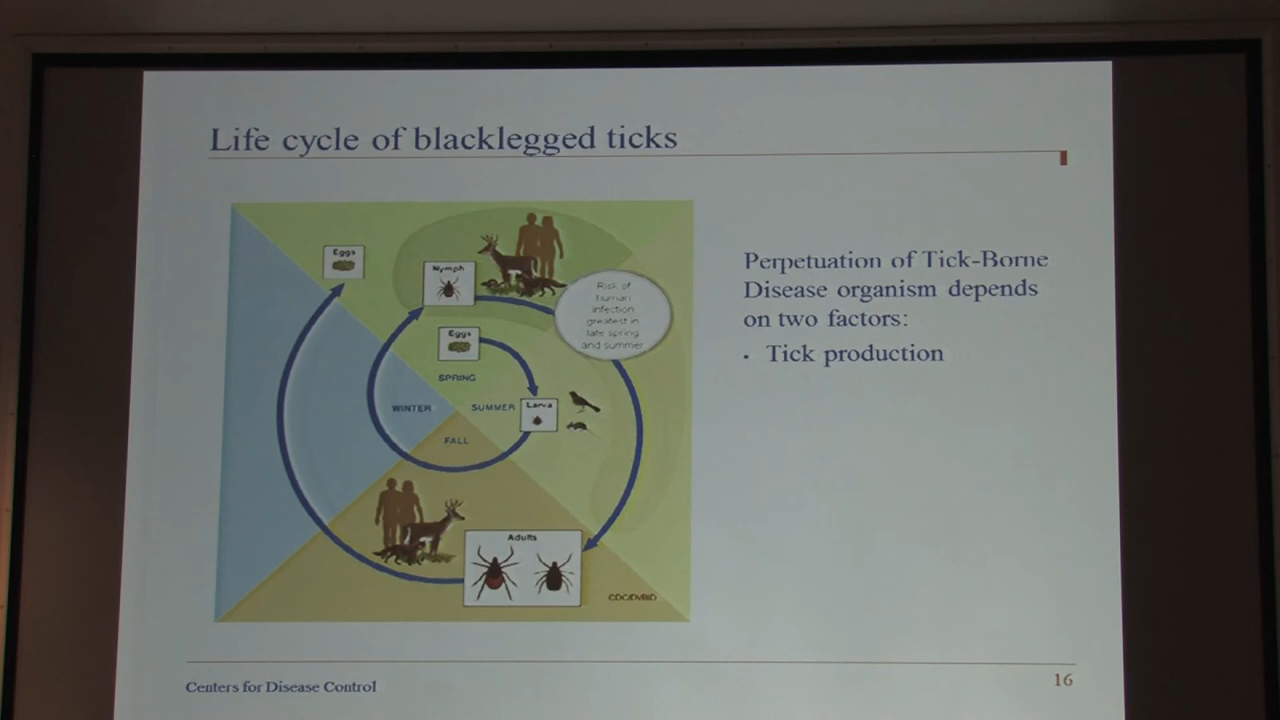 Life cycle of blacklegged ticks
Eggs
Nymph
Risk of
human
infection
greatest in
late spring
and summer
Eggs
SPRING
WINTER
SUMMER
Larva
FALL
Adults
CDC/DVBID
Perpetuation of Tick-Borne
Disease organism depends
on two factors:
· Tick production
Centers for Disease Control
16